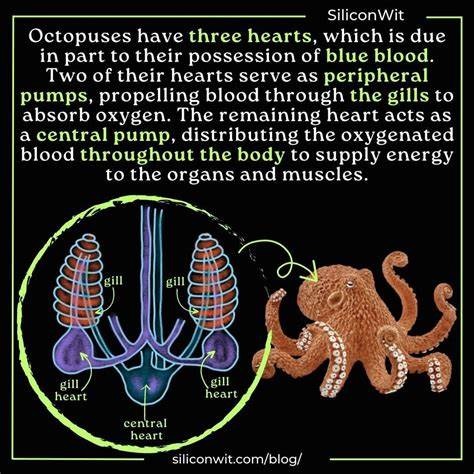 SiliconWit
Octopuses have three hearts, which is due
in part to their possession of blue blood.
Two of their hearts serve as peripheral
pumps, propelling blood through the gills to
absorb oxygen. The remaining heart acts as
a central pump, distributing the oxygenated
blood throughout the body to supply energy
to the organs and muscles.
gill
gill
gill
heart
gill
heart
central
heart
siliconwit.com/blog/